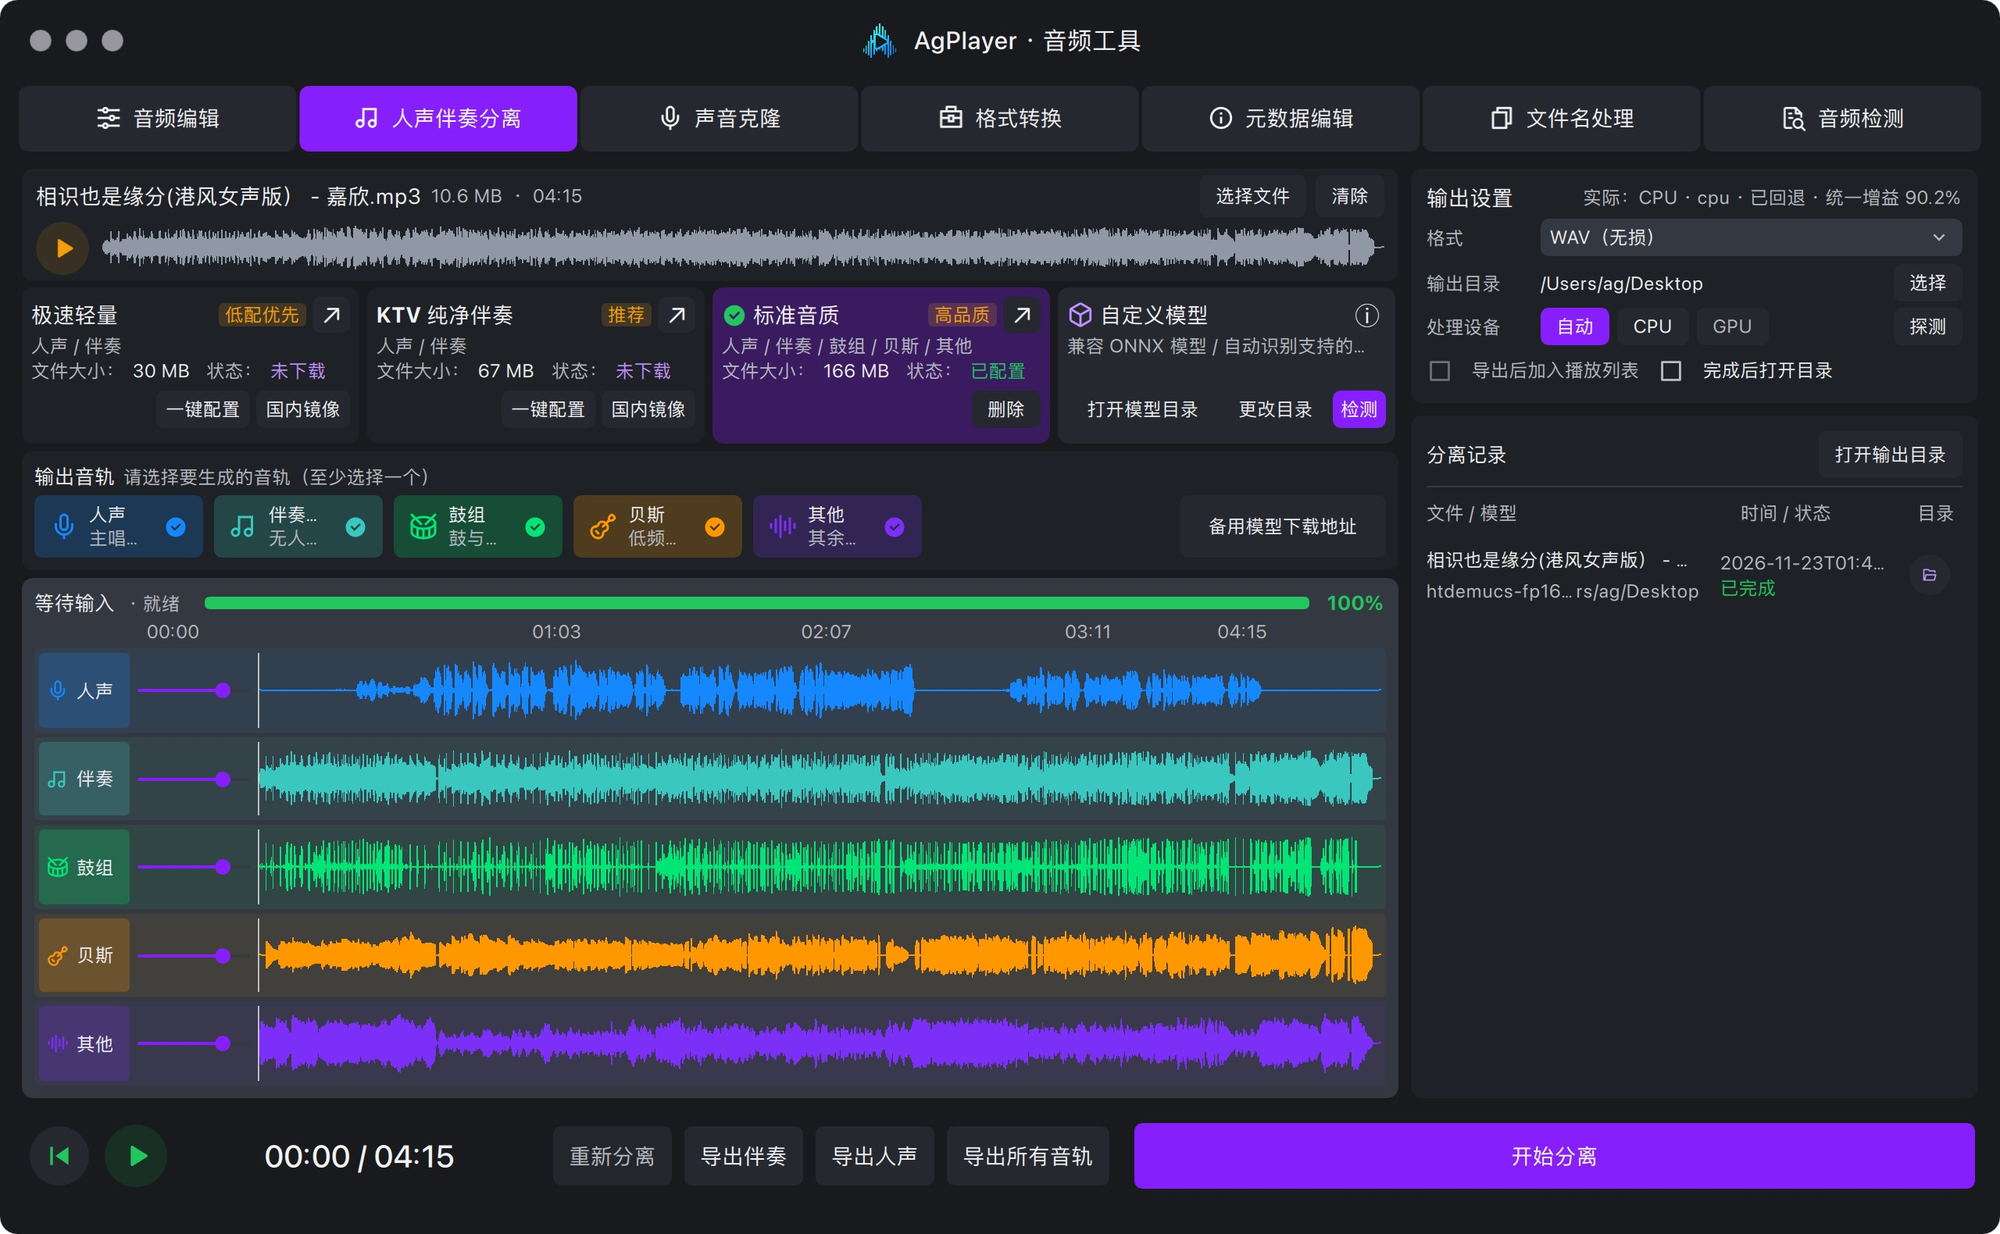 AgPlayer · 音频工具
音频编辑
人声伴奏分离
声音克隆
格式转换
元数据编辑
文件名处理
音频检测
相识也是缘分(港风女声版） - 嘉欣.mp3 10.6 MB · 04:15
选择文件
清除
极速轻量
低配优先
人声 / 伴奏
文件大小： 30 MB 状态： 未下载
一键配置
国内镜像
KTV 纯净伴奏
推荐
人声 / 伴奏
文件大小： 67 MB 状态： 未下载
一键配置
国内镜像
标准音质
高品质
人声 / 伴奏 / 鼓组 / 贝斯 / 其他
文件大小： 166 MB 状态： 已配置
删除
自定义模型
兼容 ONNX 模型 / 自动识别支持的...
打开模型目录
更改目录
检测
输出音轨 请选择要生成的音轨（至少选择一个）
人声
主唱...
伴奏...
无人...
鼓组
鼓与...
贝斯
低频...
其他
其余...
备用模型下载地址
等待输入 · 就绪
100%
00:00
01:03
02:07
03:11
04:15
人声
伴奏
鼓组
贝斯
其他
00:00 / 04:15
重新分离
导出伴奏
导出人声
导出所有音轨
开始分离
输出设置
实际： CPU · cpu · 已回退 · 统一增益 90.2%
格式
WAV（无损）
输出目录
/Users/ag/Desktop
选择
处理设备
自动
CPU
GPU
探测
导出后加入播放列表
完成后打开目录
分离记录
打开输出目录
文件 / 模型
时间 / 状态
目录
相识也是缘分(港风女声版） - ...
2026-11-23T01:4...
htdemucs-fp16... rs/ag/Desktop
已完成